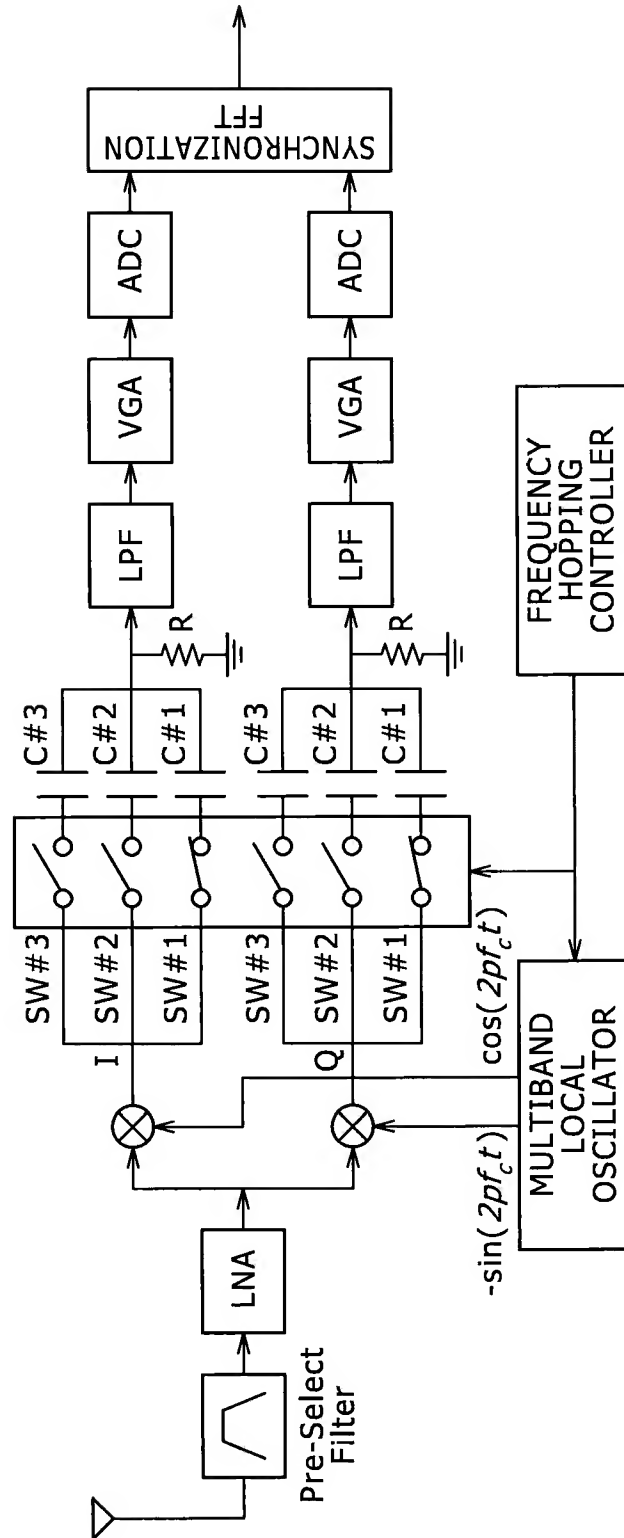 Pre-Select
Filter
LNA
I
Q
SW#3
SW#2
SW#1
SW#3
SW#2
SW#1
C#3
C#2
C#1
C#3
C#2
C#1
R
R
LPF
VGA
ADC
LPF
VGA
ADC
SYNCHRONIZATION
FFT
-sin(2pf_c t)
cos(2pf_c t)
MULTIBAND
LOCAL
OSCILLATOR
FREQUENCY
HOPPING
CONTROLLER